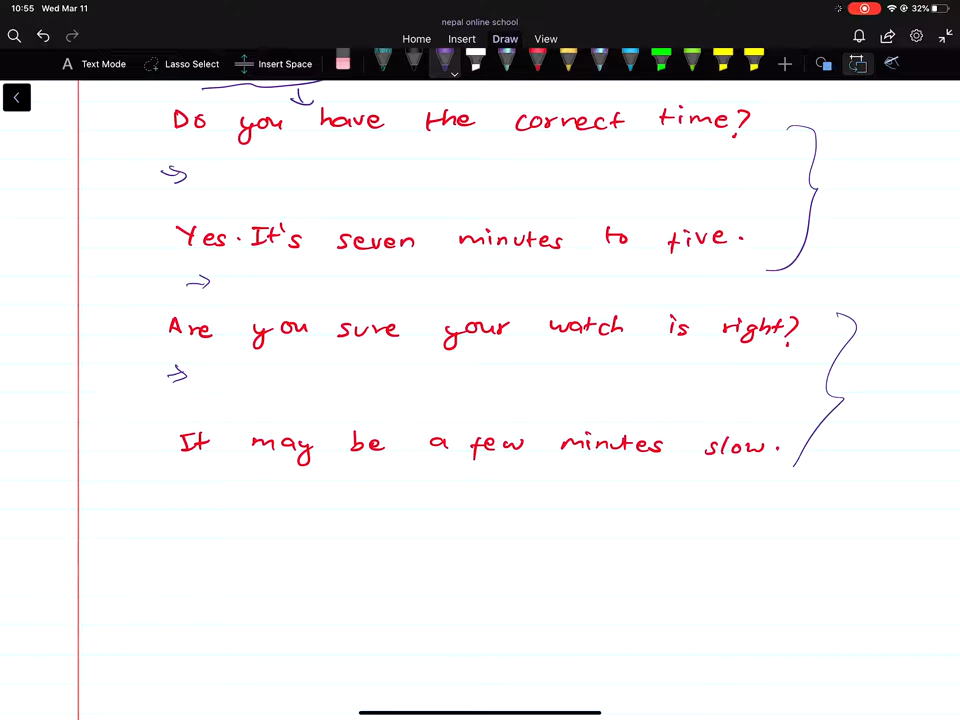 10:55 Wed Mar 11
32%
nepal online school
Home Insert Draw View
Text Mode Lasso Select Insert Space
Do you have the correct time?
Yes. It's seven minutes to five.
Are you sure your watch is right?
It may be a few minutes slow.